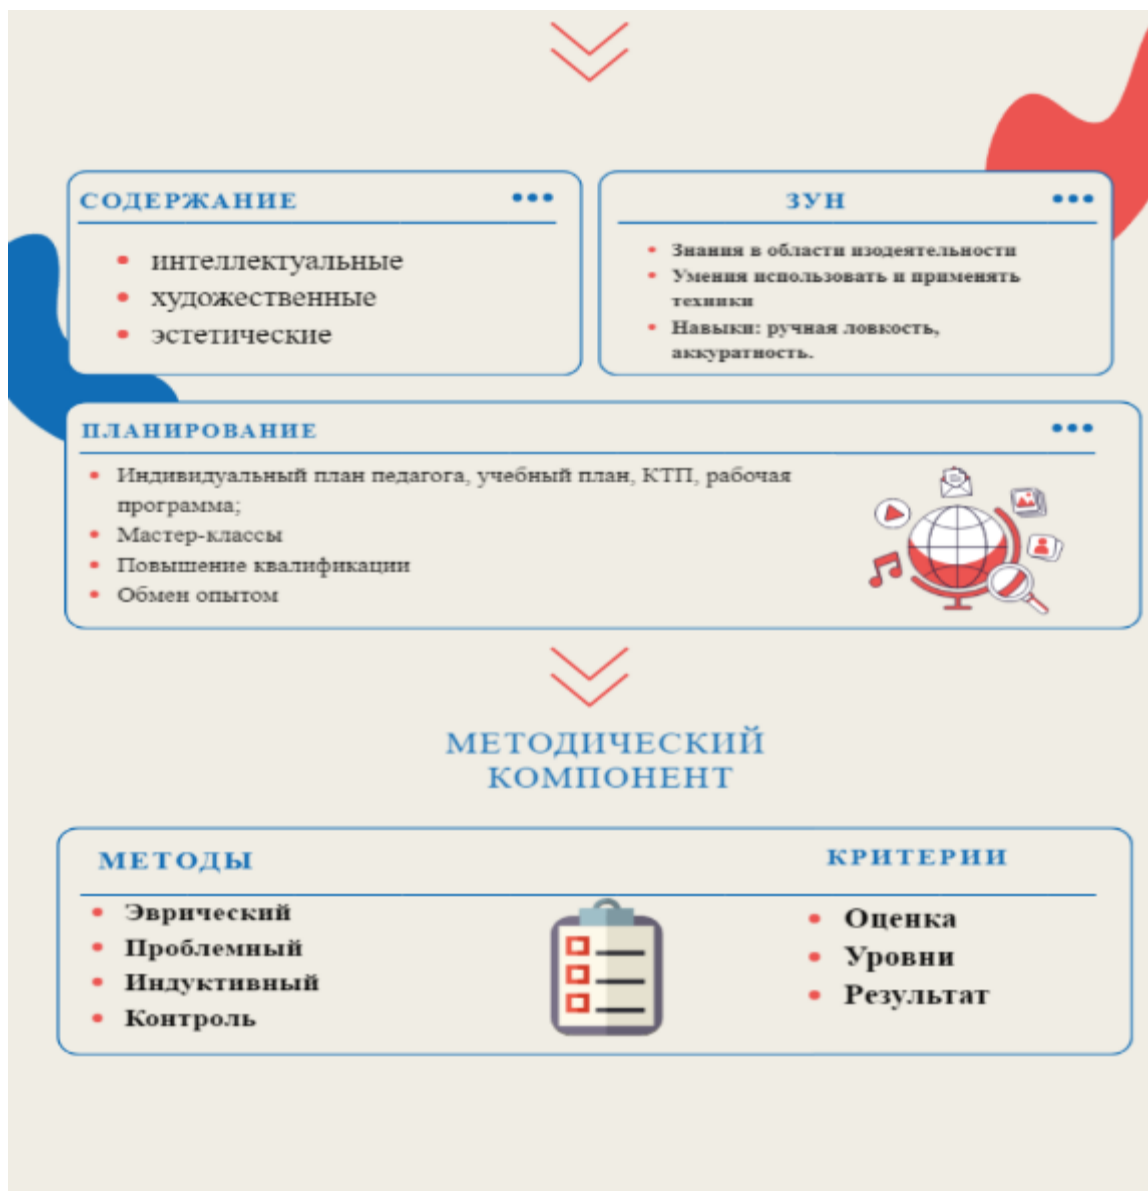 СОДЕРЖАНИЕ
интеллектуальные
художественные
эстетические
ЗУН
Знания в области изодеятельности
Умения использовать и применять
техники
Навыки: ручная ловкость,
аккуратность.
ПЛАНИРОВАНИЕ
Индивидуальный план педагога, учебный план, КТП, рабочая
программа;
Мастер-классы
Повышение квалификации
Обмен опытом
МЕТОДИЧЕСКИЙ
КОМПОНЕНТ
МЕТОДЫ
Эврический
Проблемный
Индуктивный
Контроль
КРИТЕРИИ
Оценка
Уровни
Результат